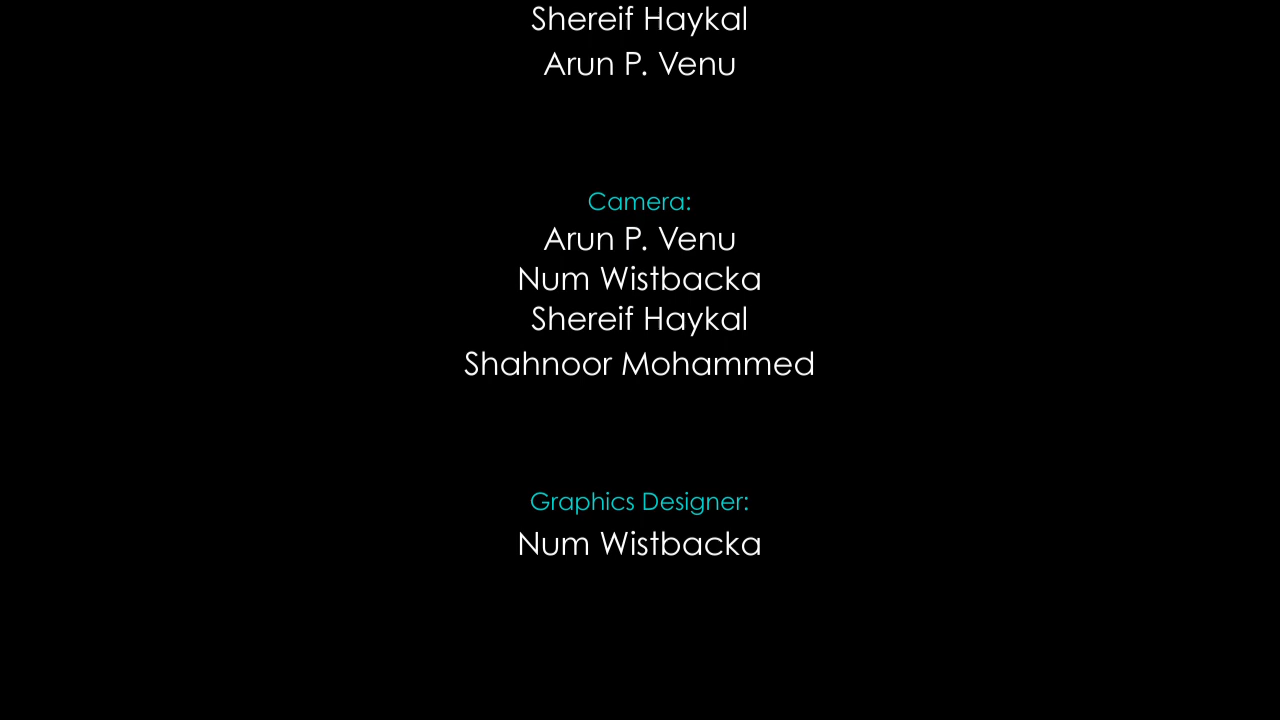 Shereif Haykal
Arun P. Venu
Camera:
Arun P. Venu
Num Wistbacka
Shereif Haykal
Shahnoor Mohammed
Graphics Designer:
Num Wistbacka